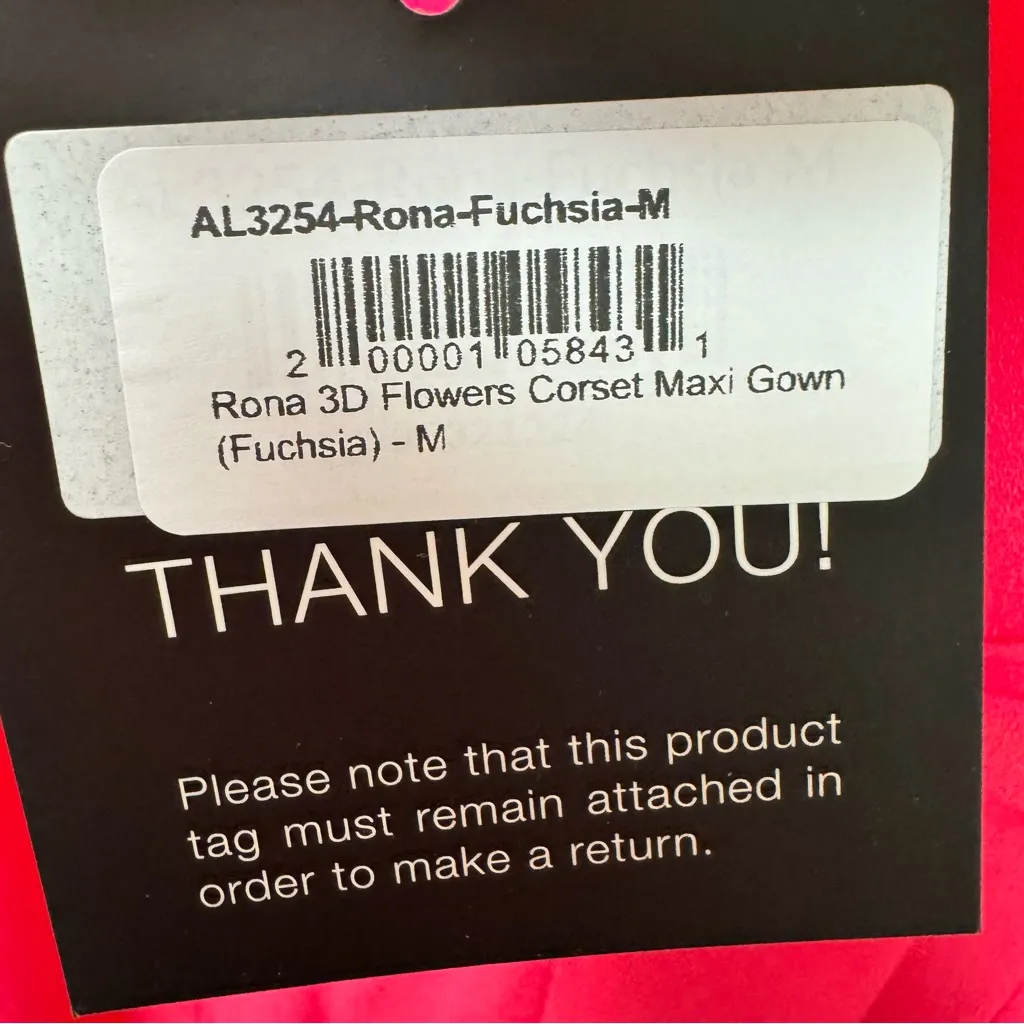 AL3254-Rona-Fuchsia-M
2 00001 05843 1
Rona 3D Flowers Corset Maxi Gown
(Fuchsia) - M
THANK YOU!
Please note that this product
tag must remain attached in
order to make a return.